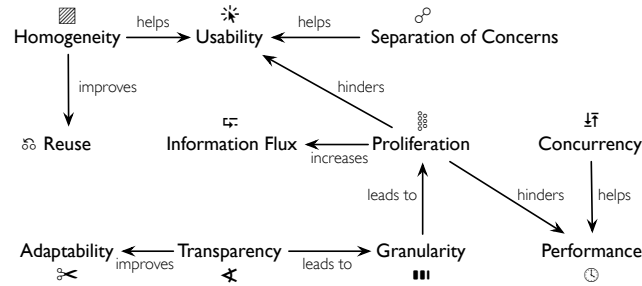 helps
helps
Homogeneity
Usability
Separation of Concerns
improves
hinders
Reuse
Information Flux
Proliferation
Concurrency
increases
leads to
hinders
helps
Adaptability
Transparency
Granularity
Performance
improves
leads to